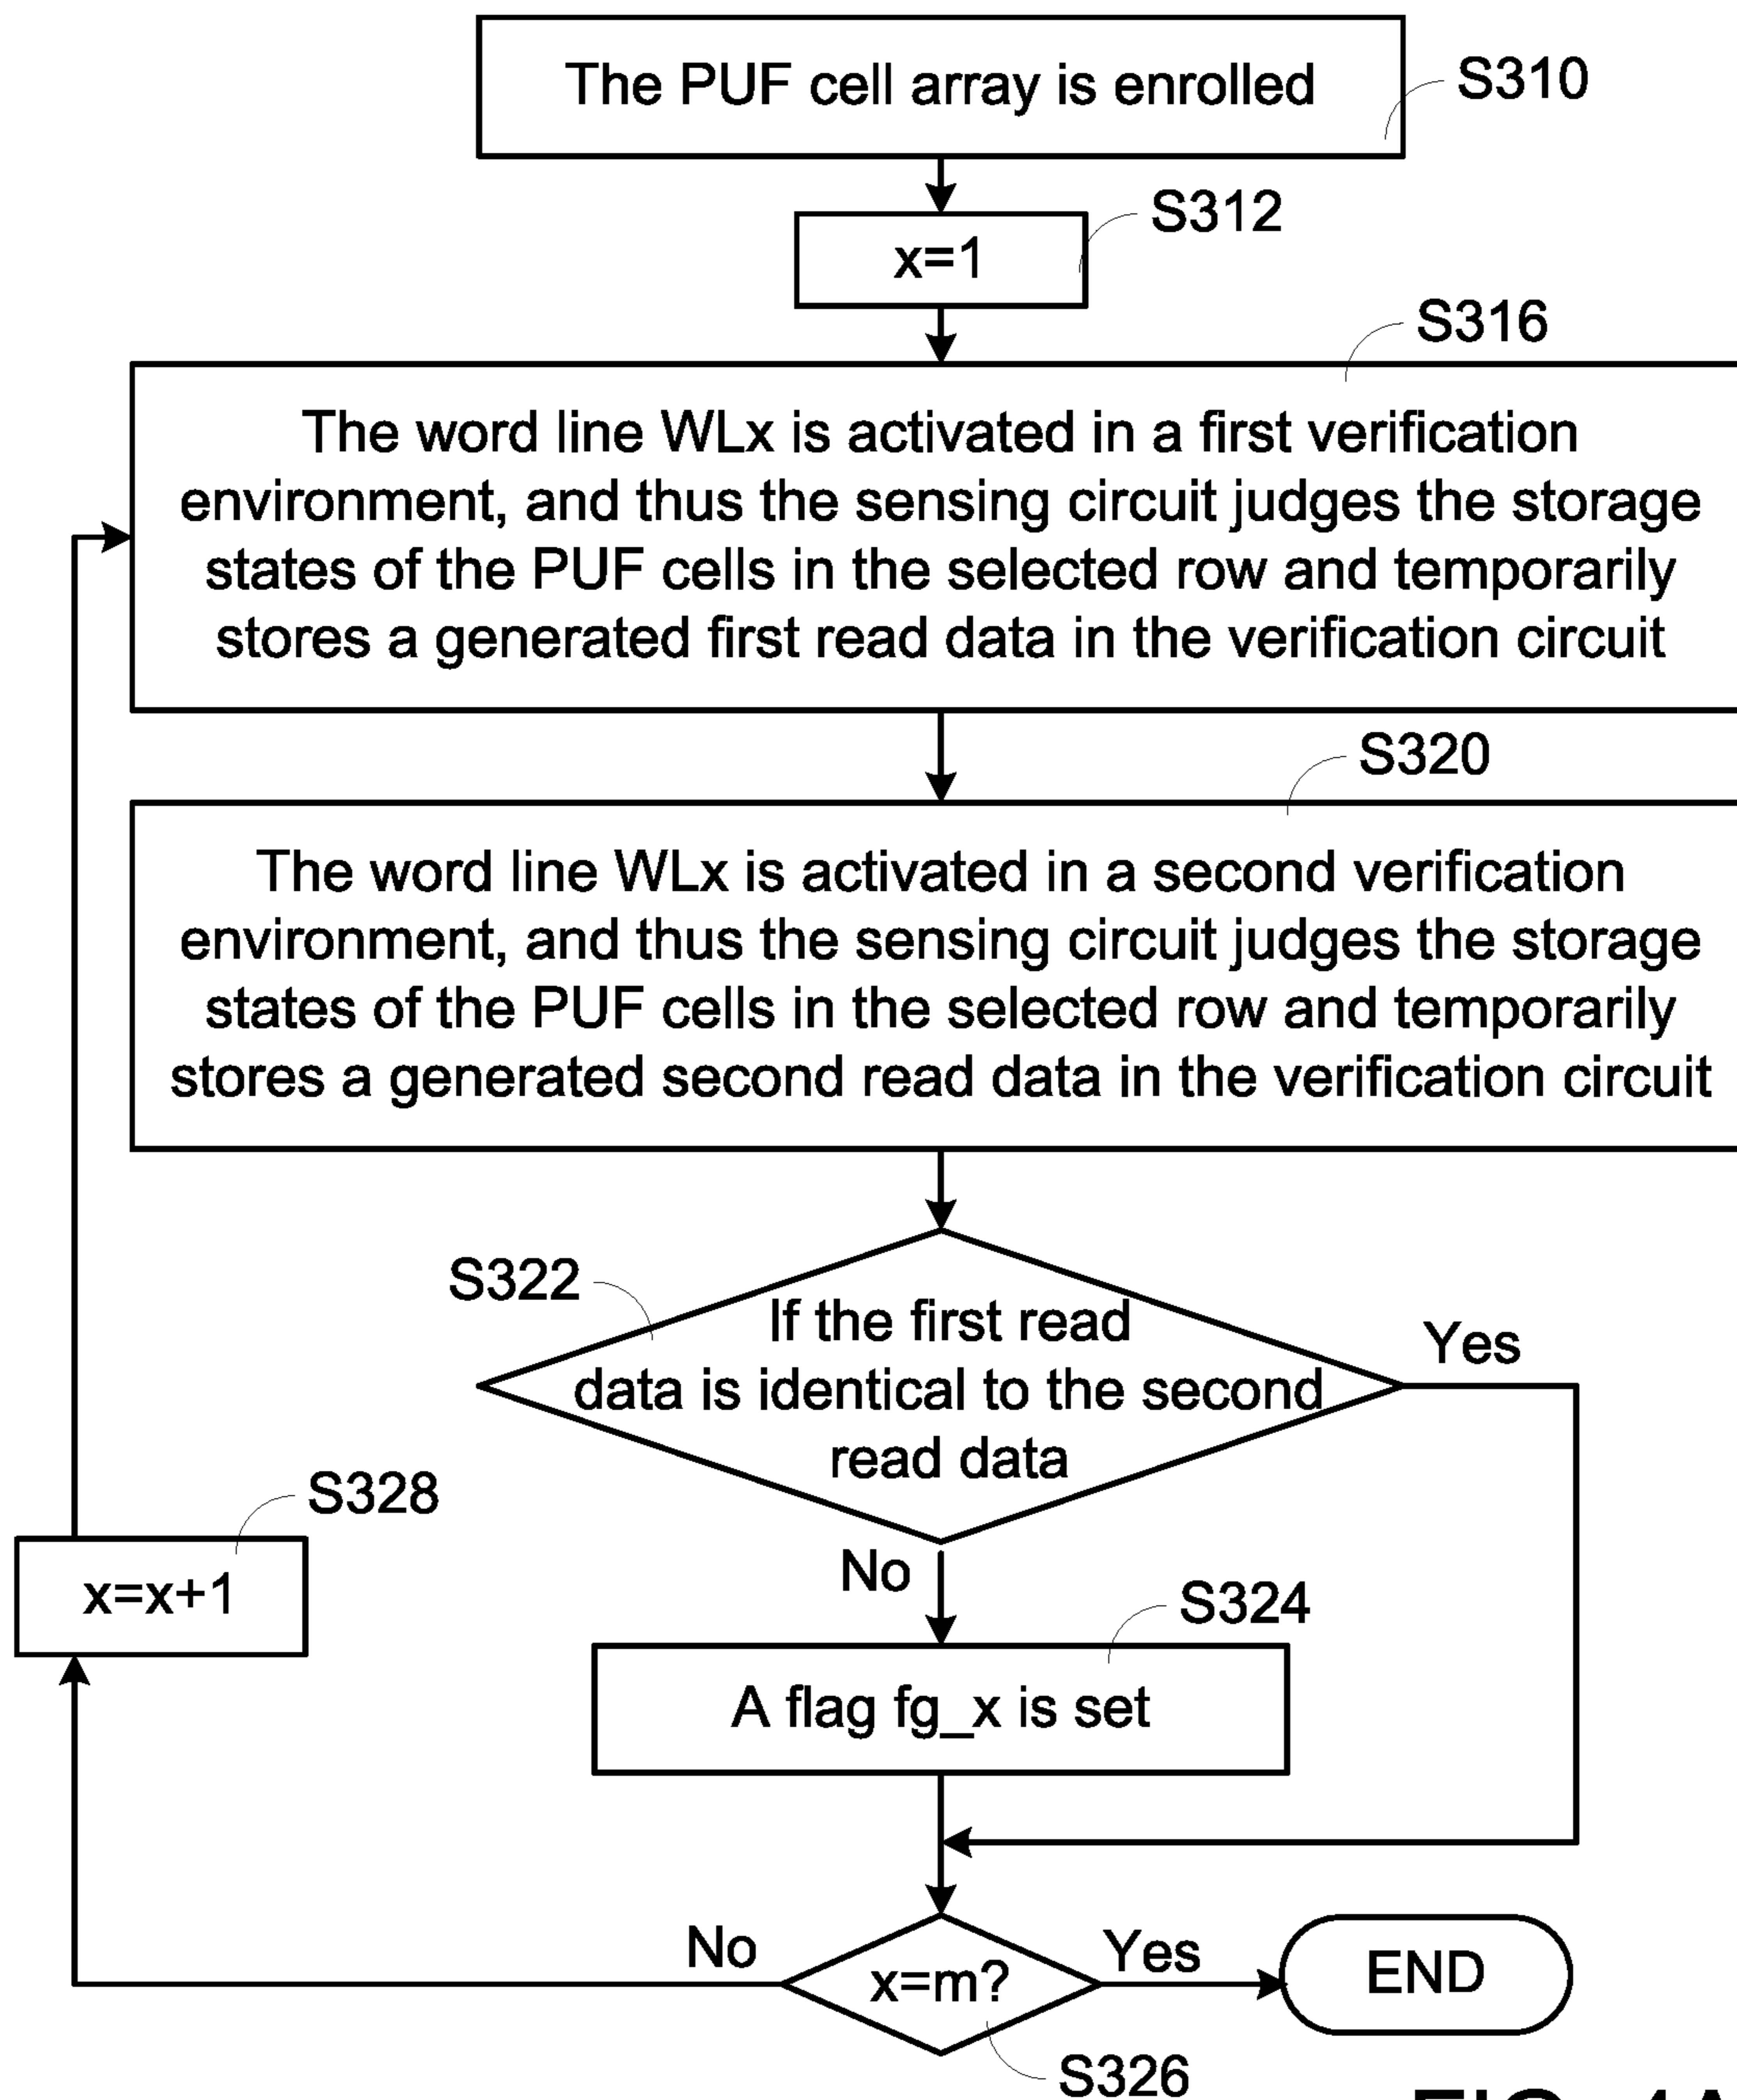 The PUF cell array is enrolled
S310
S312
x=1
S316
The word line WLx is activated in a first verification
environment, and thus the sensing circuit judges the storage
states of the PUF cells in the selected row and temporarily
stores a generated first read data in the verification circuit
S320
The word line WLx is activated in a second verification
environment, and thus the sensing circuit judges the storage
states of the PUF cells in the selected row and temporarily
stores a generated second read data in the verification circuit
S322
If the first read
data is identical to the second
read data
Yes
S328
x=x+1
No
S324
A flag fg_x is set
No
x=m?
Yes
END
S326